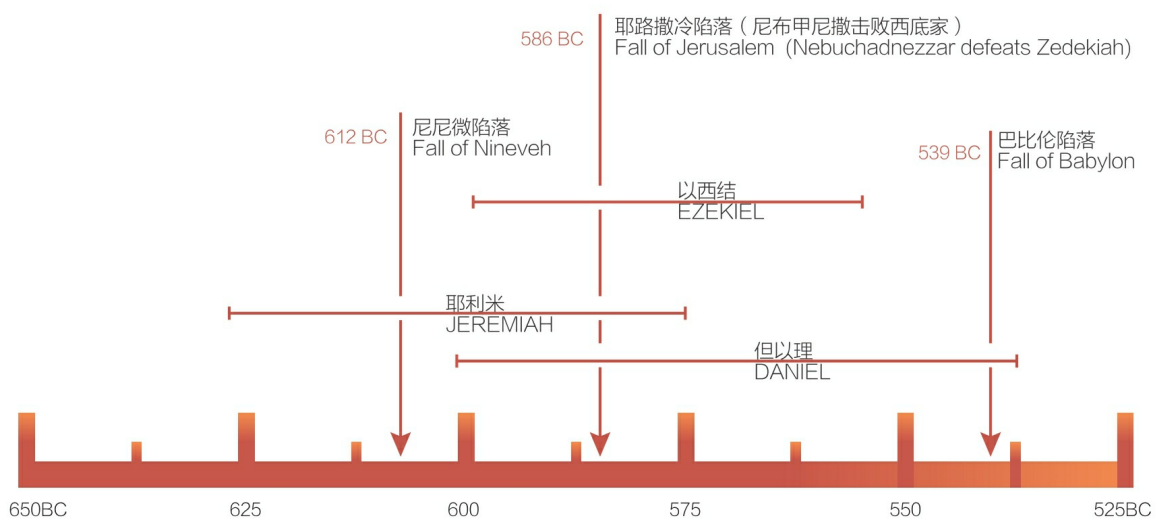 586 BC
耶路撒冷陷落（尼布甲尼撒击败西底家）
Fall of Jerusalem (Nebuchadnezzar defeats Zedekiah)
612 BC
尼尼微陷落
Fall of Nineveh
539 BC
巴比伦陷落
Fall of Babylon
以西结
EZEKIEL
耶利米
JEREMIAH
但以理
DANIEL
650BC
625
600
575
550
525BC